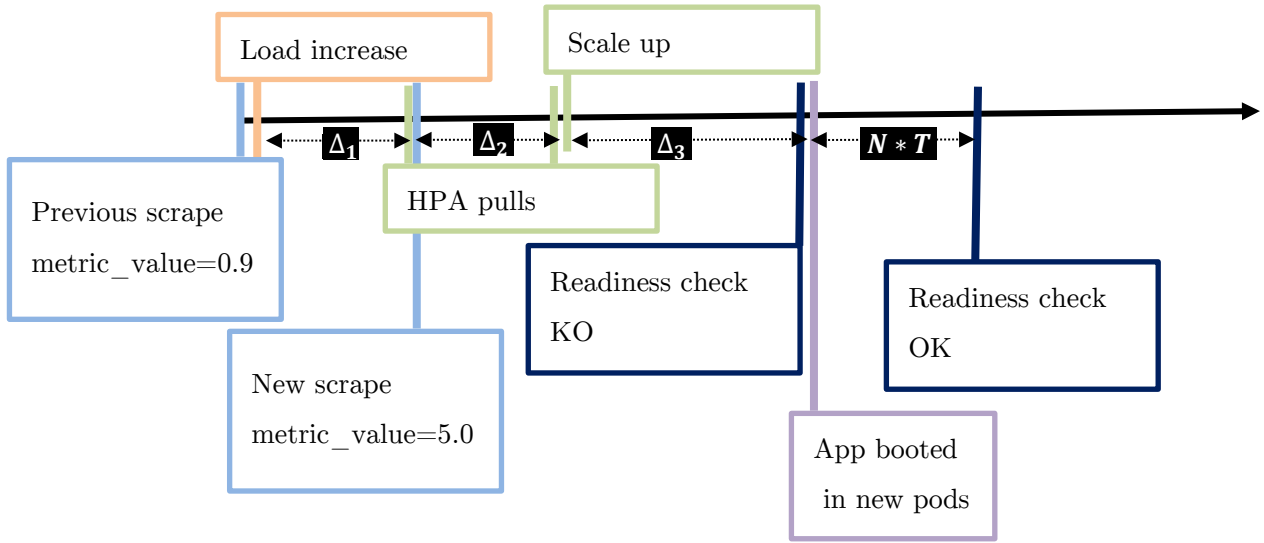 Load increase
Scale up
Δ₁
Δ₂
Δ₃
N * T
HPA pulls
Previous scrape
metric_value=0.9
Readiness check
KO
Readiness check
OK
New scrape
metric_value=5.0
App booted
in new pods